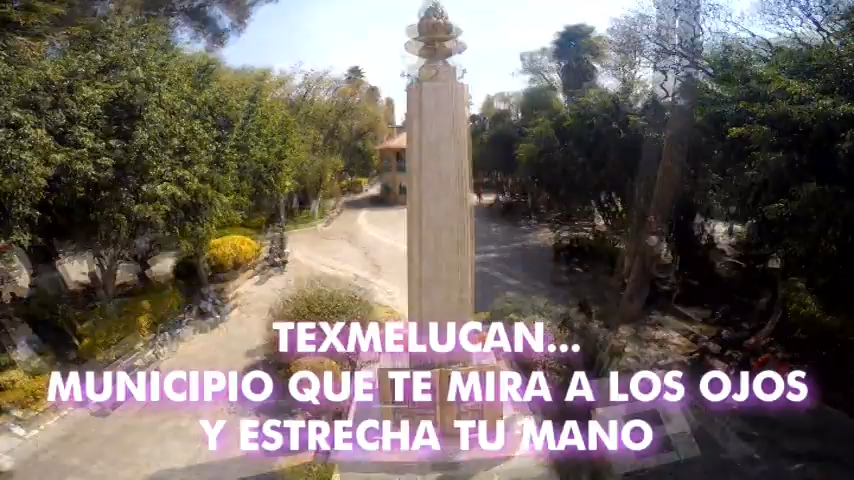 TEXMELUCAN...
MUNICIPIO QUE TE MIRA A LOS OJOS
Y ESTRECHA TU MANO